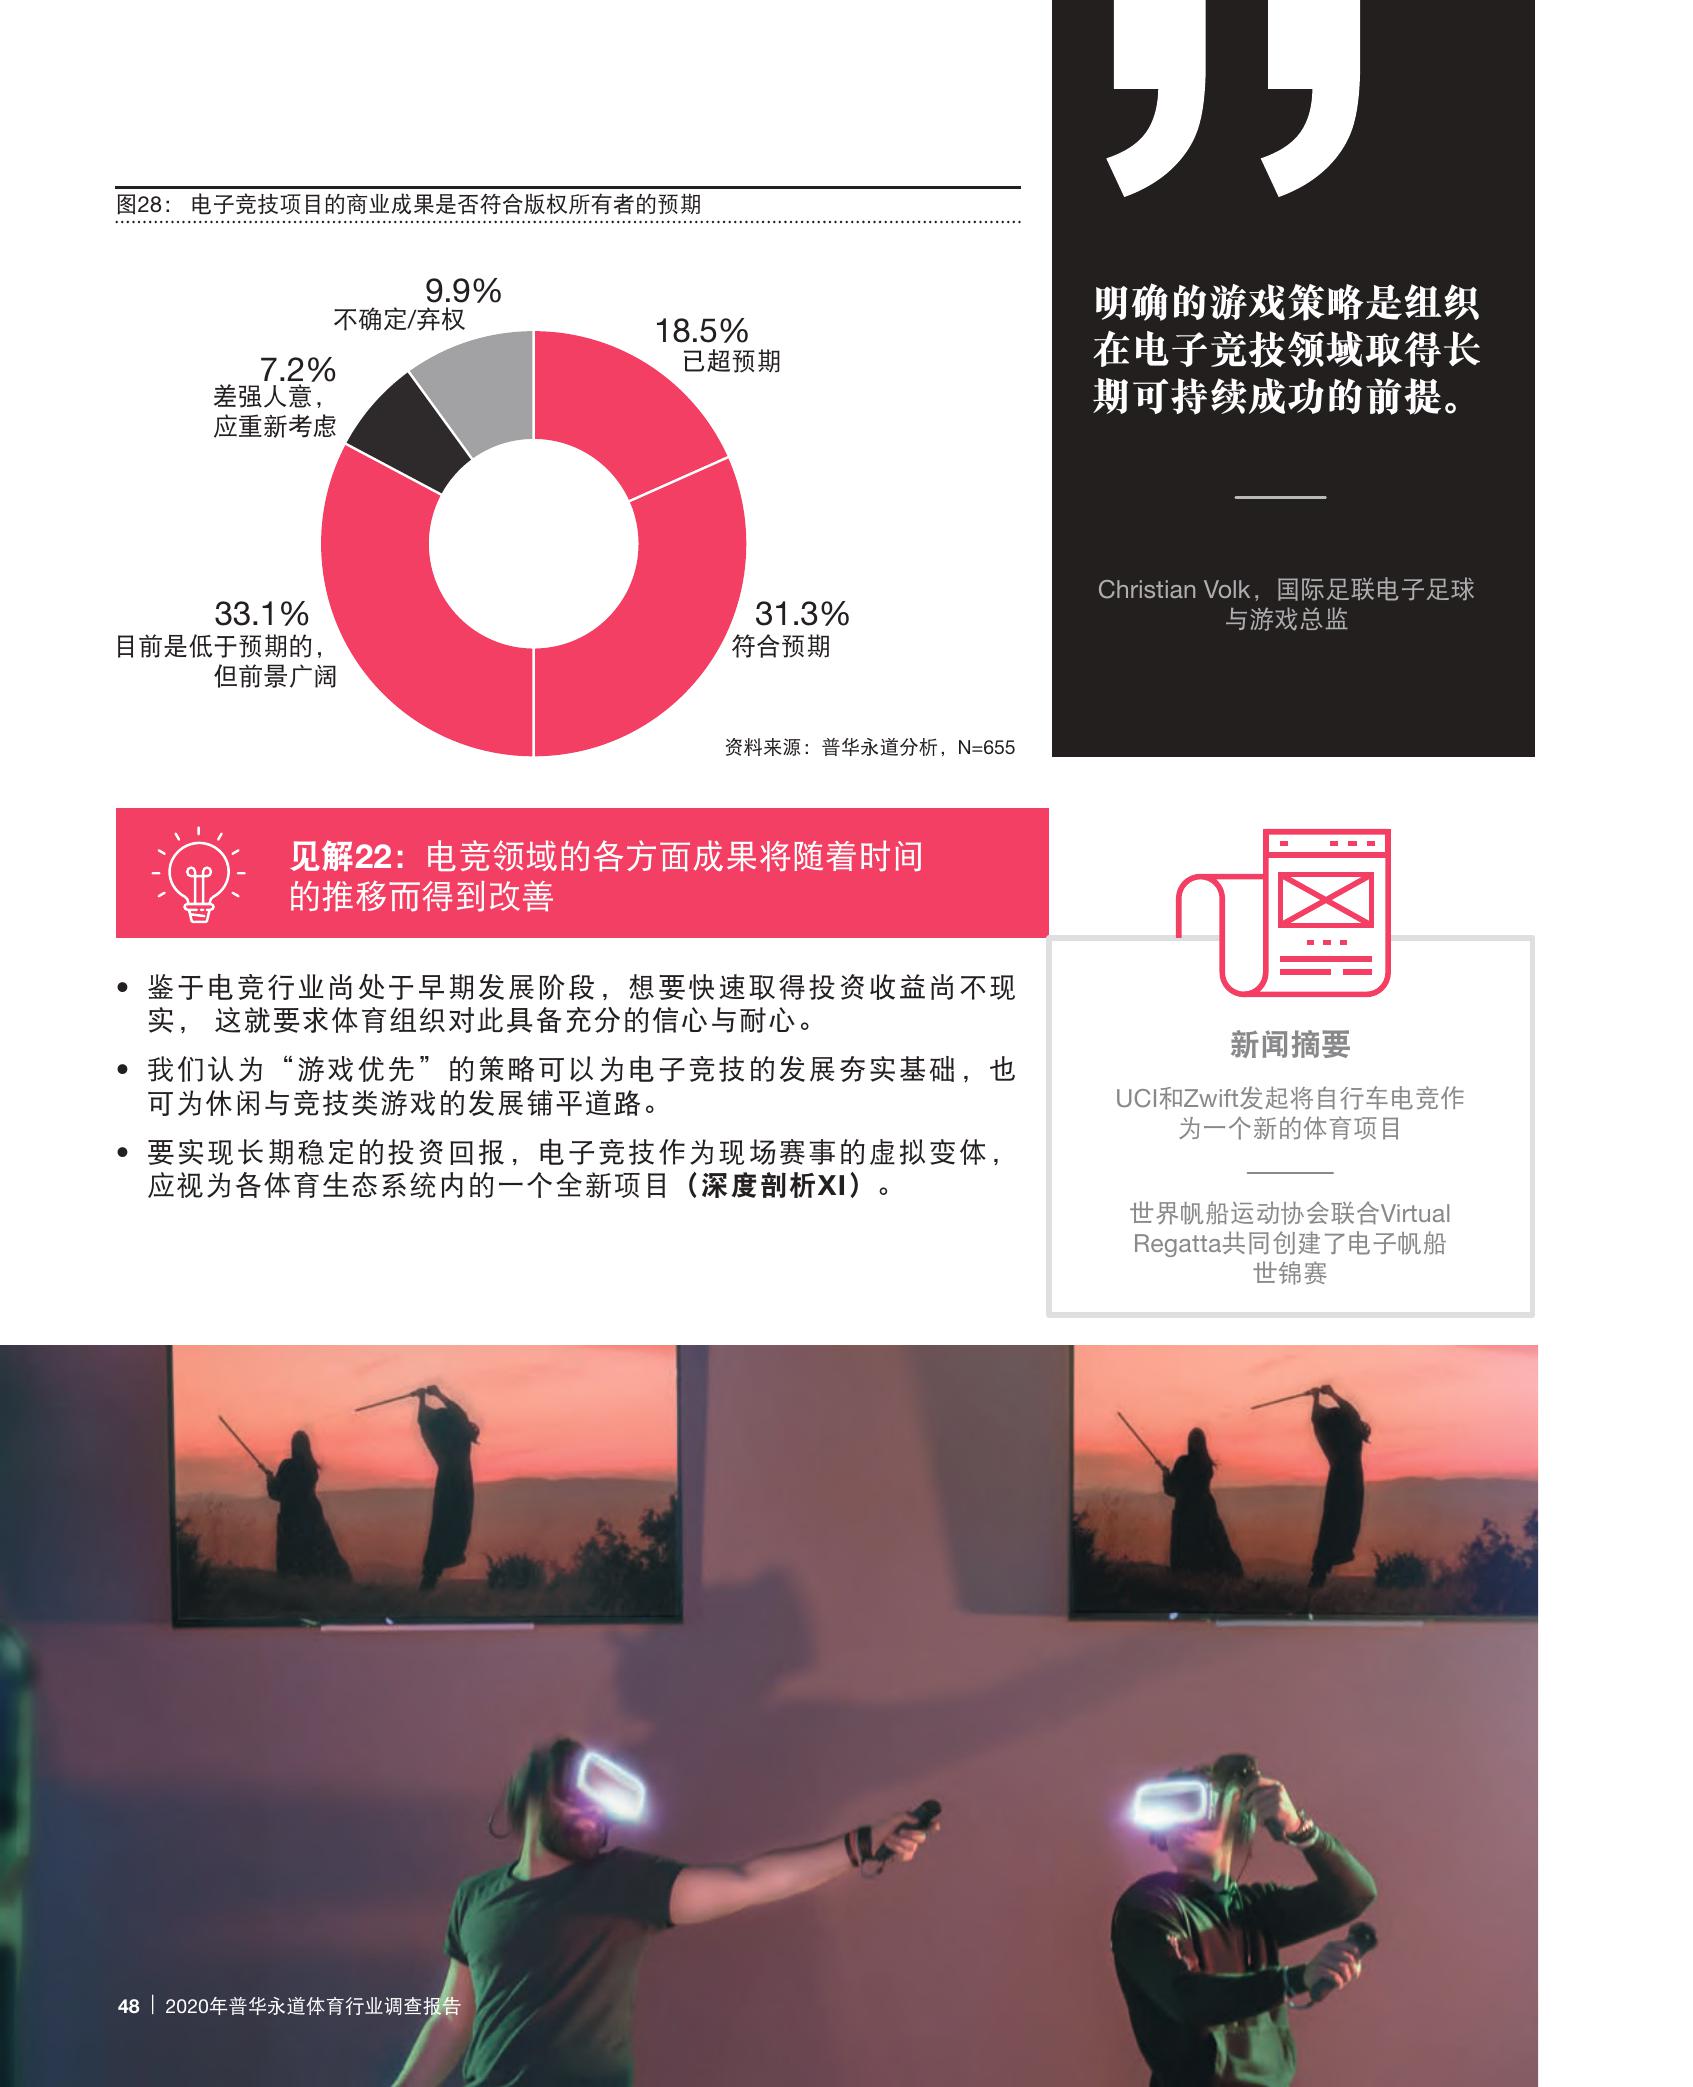 图28： 电子竞技项目的商业成果是否符合版权所有者的预期
9.9%
不确定/弃权
18.5%
已超预期
7.2%
差强人意，
应重新考虑
33.1%
目前是低于预期的，
但前景广阔
31.3%
符合预期
资料来源：普华永道分析，N=655
”
明确的游戏策略是组织
在电子竞技领域取得长
期可持续成功的前提。
Christian Volk，国际足联电子足球
与游戏总监
见解22：电竞领域的各方面成果将随着时间
的推移而得到改善
• 鉴于电竞行业尚处于早期发展阶段，想要快速取得投资收益尚不现
实， 这就要求体育组织对此具备充分的信心与耐心。
• 我们认为“游戏优先”的策略可以为电子竞技的发展夯实基础，也
可为休闲与竞技类游戏的发展铺平道路。
• 要实现长期稳定的投资回报，电子竞技作为现场赛事的虚拟变体，
应视为各体育生态系统内的一个全新项目（深度剖析XI）。
新闻摘要
UCI和Zwift发起将自行车电竞作
为一个新的体育项目
世界帆船运动协会联合Virtual
Regatta共同创建了电子帆船
世锦赛
48 | 2020年普华永道体育行业调查报告